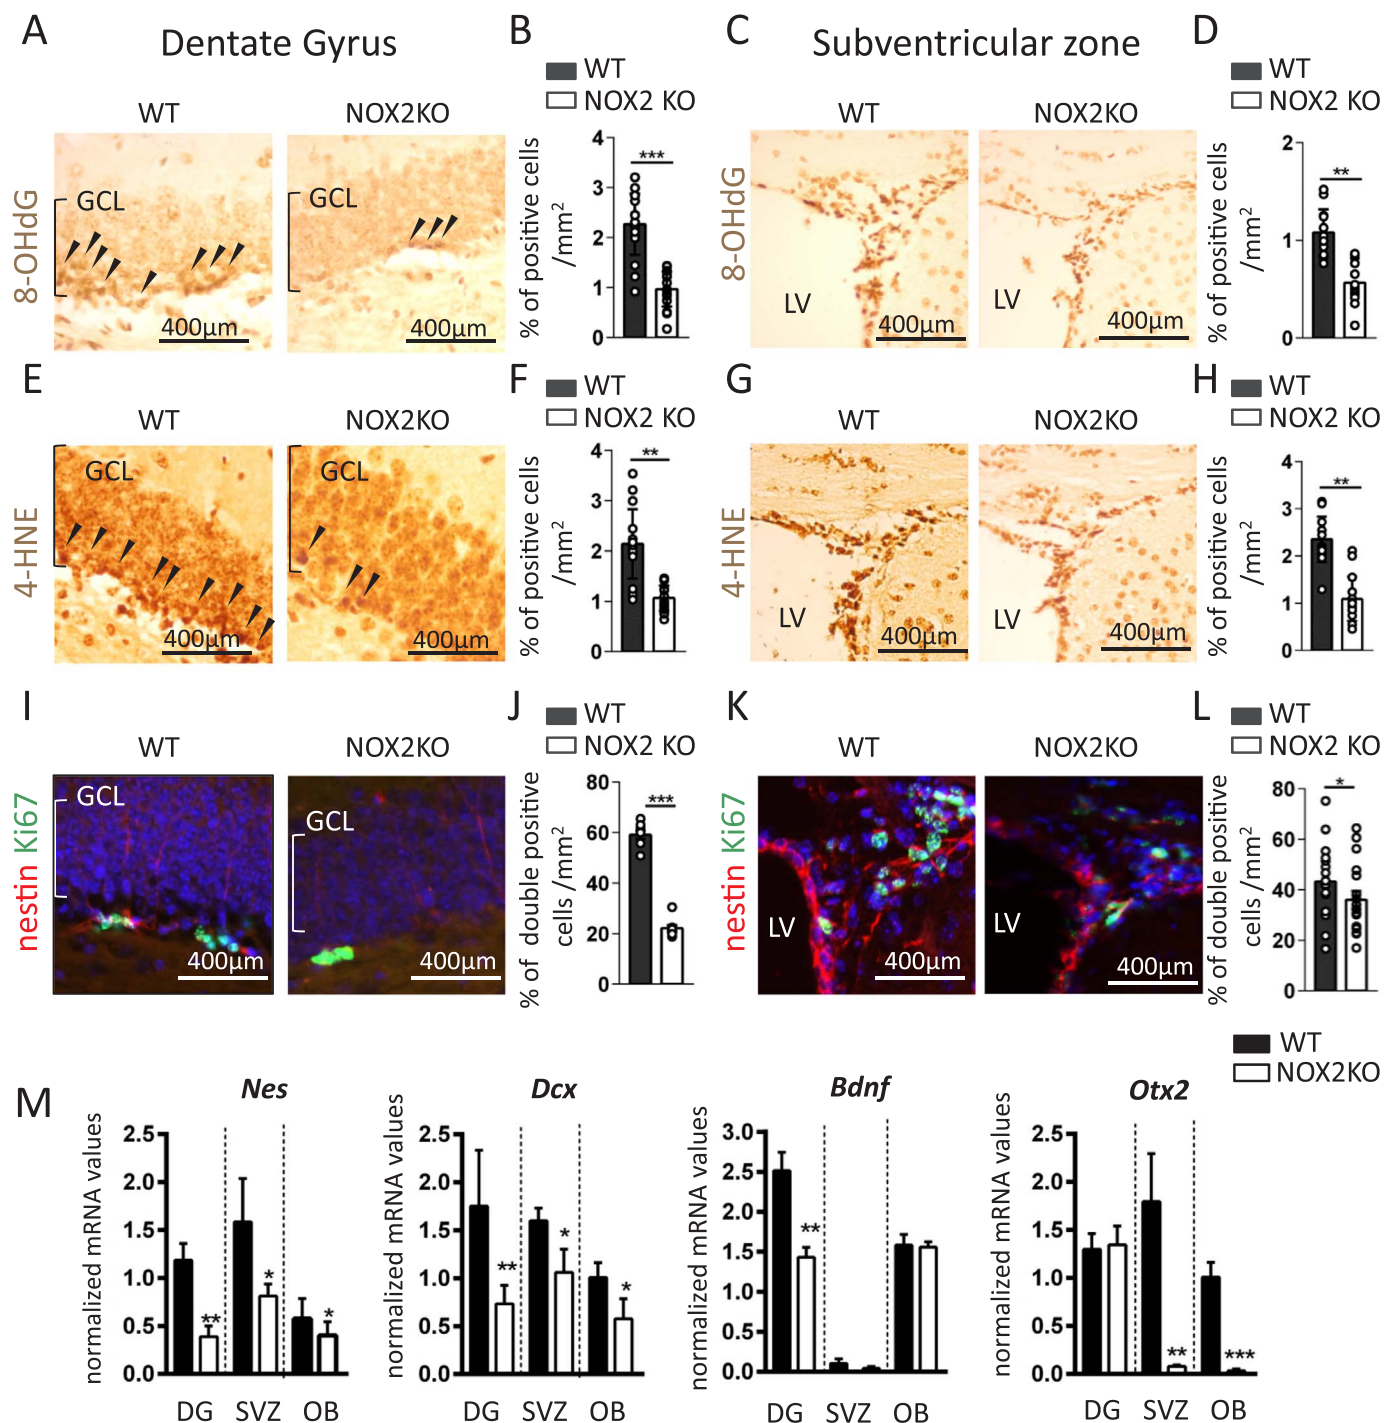 A
Dentate Gyrus
B
WT
NOX2 KO
C
Subventricular zone
D
WT
NOX2 KO
WT
NOX2KO
8-OHdG
GCL
400µm
GCL
400µm
% of positive cells
/mm2
4
3
2
1
0
***
WT
NOX2KO
8-OHdG
LV
400µm
LV
400µm
% of positive cells
/mm2
2
1
0
**
E
WT
NOX2KO
4-HNE
GCL
400µm
GCL
400µm
F
WT
NOX2 KO
% of positive cells
/mm2
4
3
2
1
0
**
G
WT
NOX2KO
4-HNE
LV
400µm
LV
400µm
H
WT
NOX2 KO
% of positive cells
/mm2
4
3
2
1
0
**
I
WT
NOX2KO
nestin Ki67
GCL
400µm
GCL
400µm
J
WT
NOX2 KO
% of double positive
cells /mm2
80
60
40
20
0
***
K
WT
NOX2KO
nestin Ki67
LV
400µm
LV
400µm
L
WT
NOX2 KO
% of double positive
cells /mm2
80
60
40
20
0
*
WT
NOX2KO
M
Nes
normalized mRNA values
2.5
2.0
1.5
1.0
0.5
0.0
**
*
*
DG SVZ OB
Dcx
normalized mRNA values
2.5
2.0
1.5
1.0
0.5
0.0
**
*
*
DG SVZ OB
Bdnf
normalized mRNA values
3.0
2.5
2.0
1.5
1.0
0.5
0.0
**
DG SVZ OB
Otx2
normalized mRNA values
2.5
2.0
1.5
1.0
0.5
0.0
**
***
DG SVZ OB